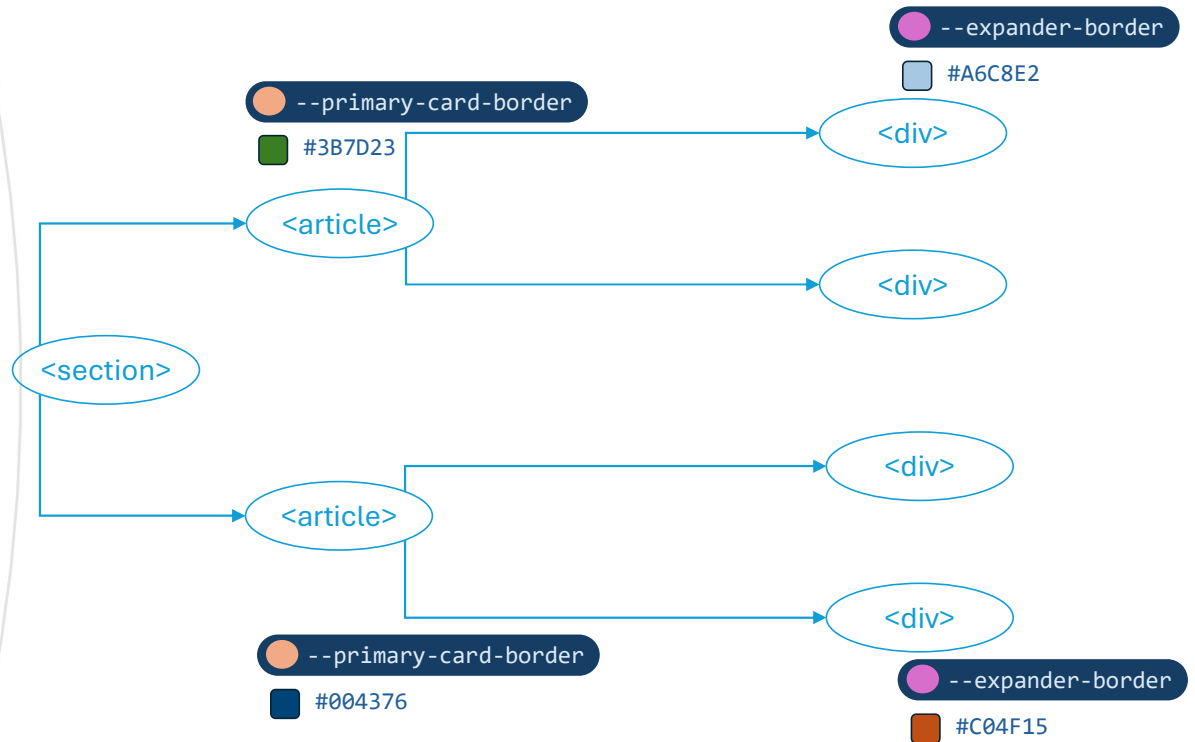 --expander-border
#A6C8E2
--primary-card-border
#3B7D23
<div>
<article>
<div>
<section>
<div>
<article>
<div>
--primary-card-border
#004376
--expander-border
#C04F15